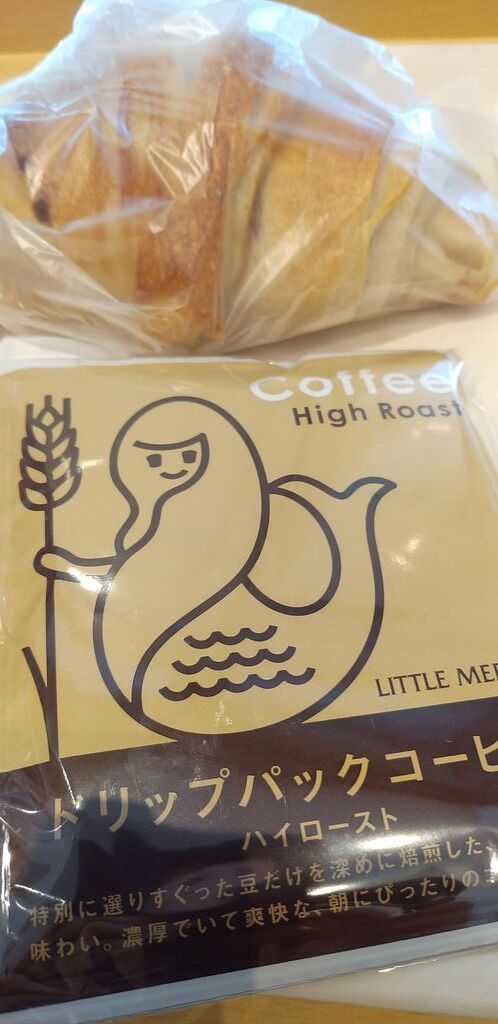 Coffee
High Roast
LITTLE MER
ドリップパックコーヒ
ハイロースト
特別に選りすぐった豆だけを深めに焙煎した、
味わい。濃厚でいて爽快な、朝にぴったりのコ